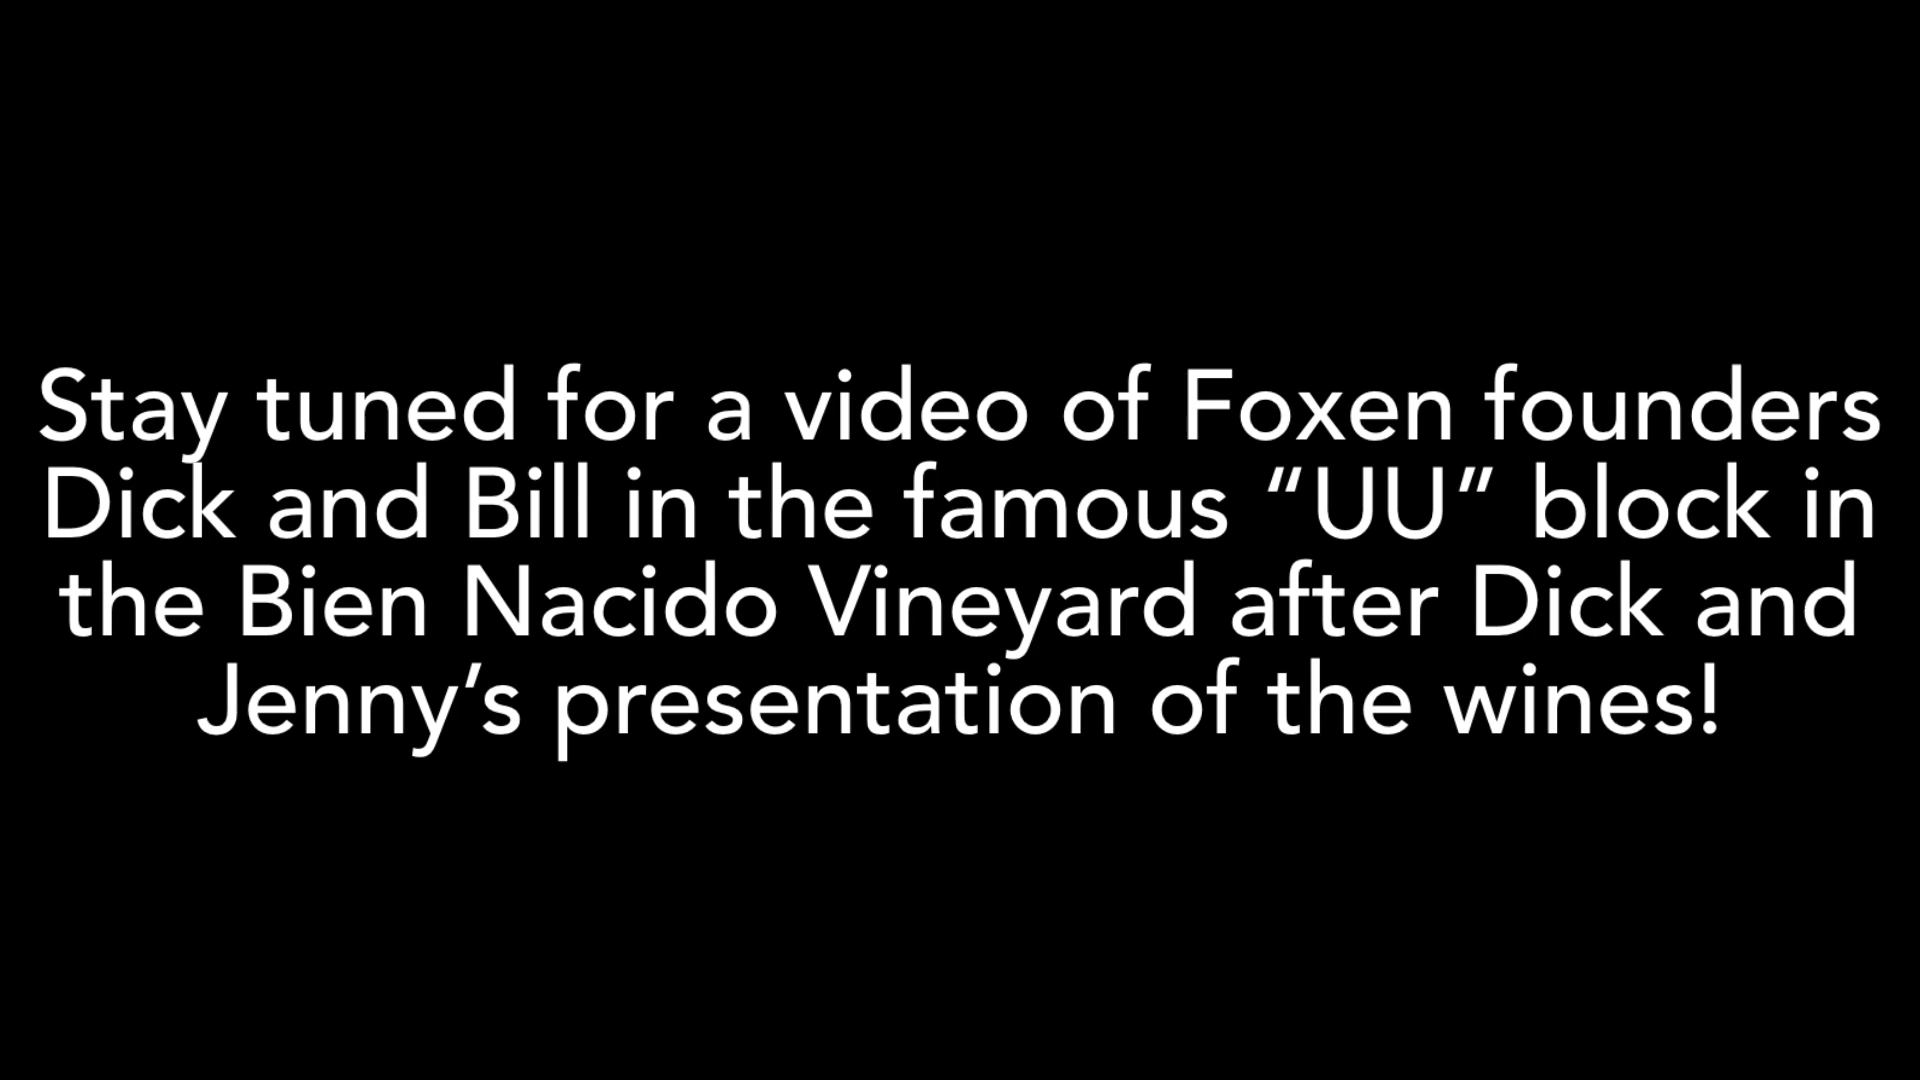 Stay tuned for a video of Foxen founders
Dick and Bill in the famous “UU” block in
the Bien Nacido Vineyard after Dick and
Jenny’s presentation of the wines!